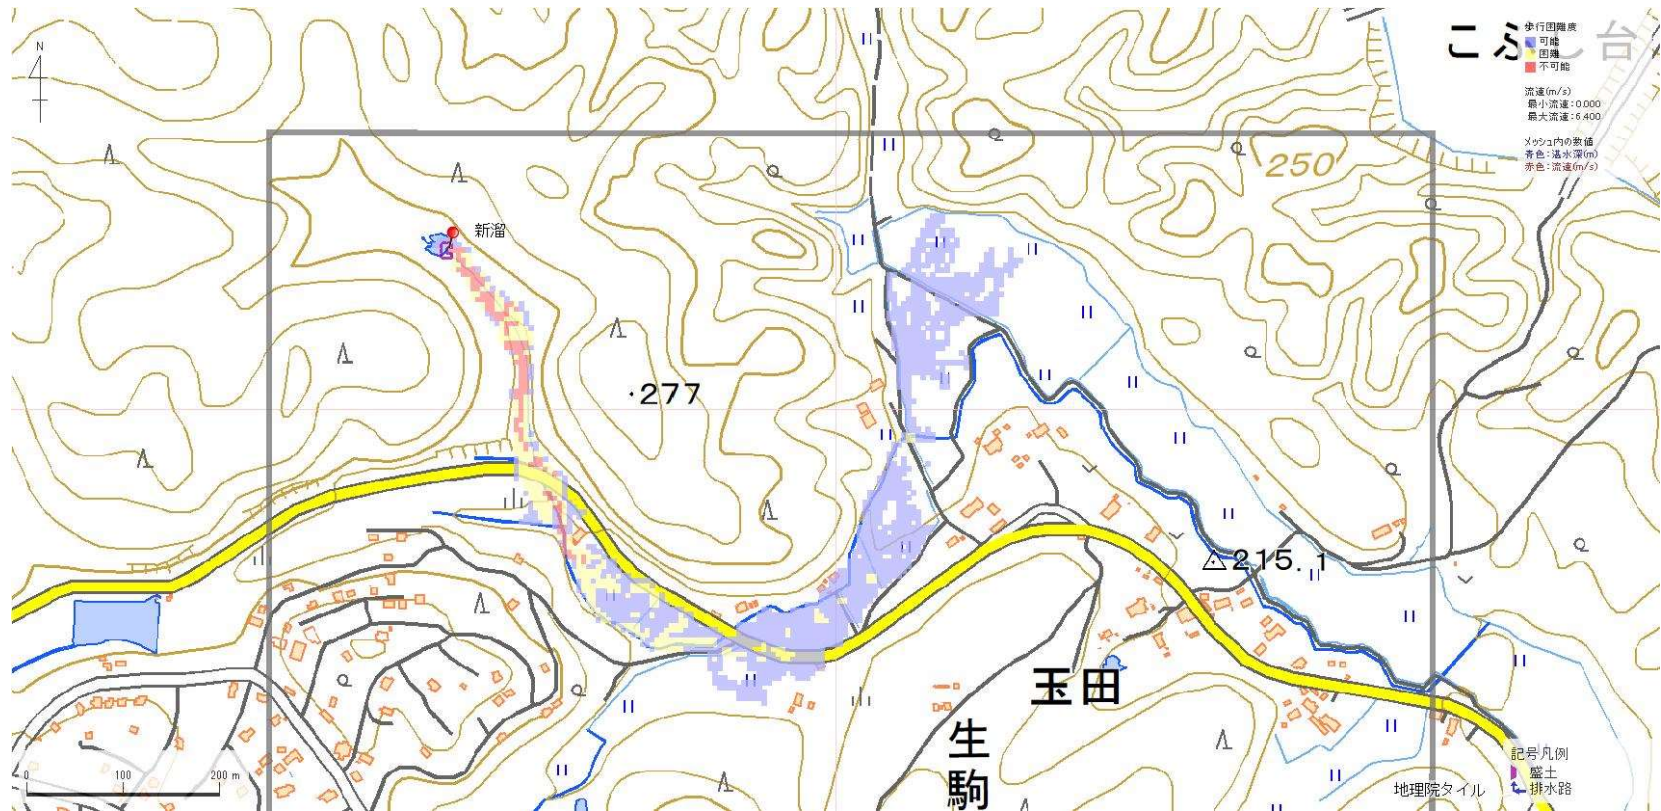 N
こぶし台
歩行困難度
可能
困難
不可能
流速(m/s)
最小流速:0.000
最大流速:6.400
メッシュ内の数値
青色:湛水深(m)
赤色:流速(m/s)
250
新溜
・277
△215.1
玉田
生駒
0 100 200 m
記号凡例
盛土
排水路
地理院タイル